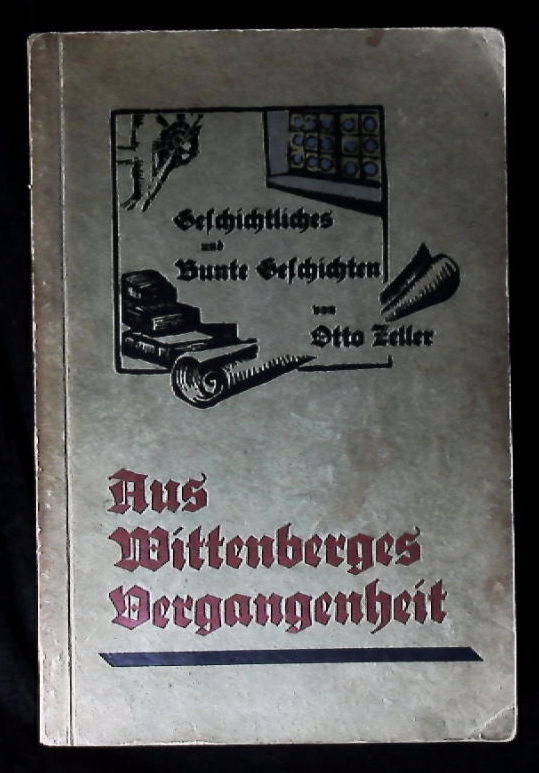 Geschichtliches
und
Bunte Geschichten
von
Otto Zeller
Aus
Wittenberges
Vergangenheit